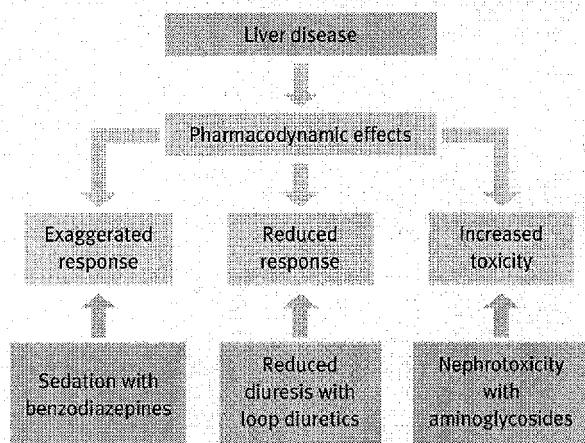 Liver disease
Pharmacodynamic effects
Exaggerated
response
Reduced
response
Increased
toxicity
Sedation with
benzodiazepines
Reduced
diuresis with
loop diuretics
Nephrotoxicity
with
aminoglycosides